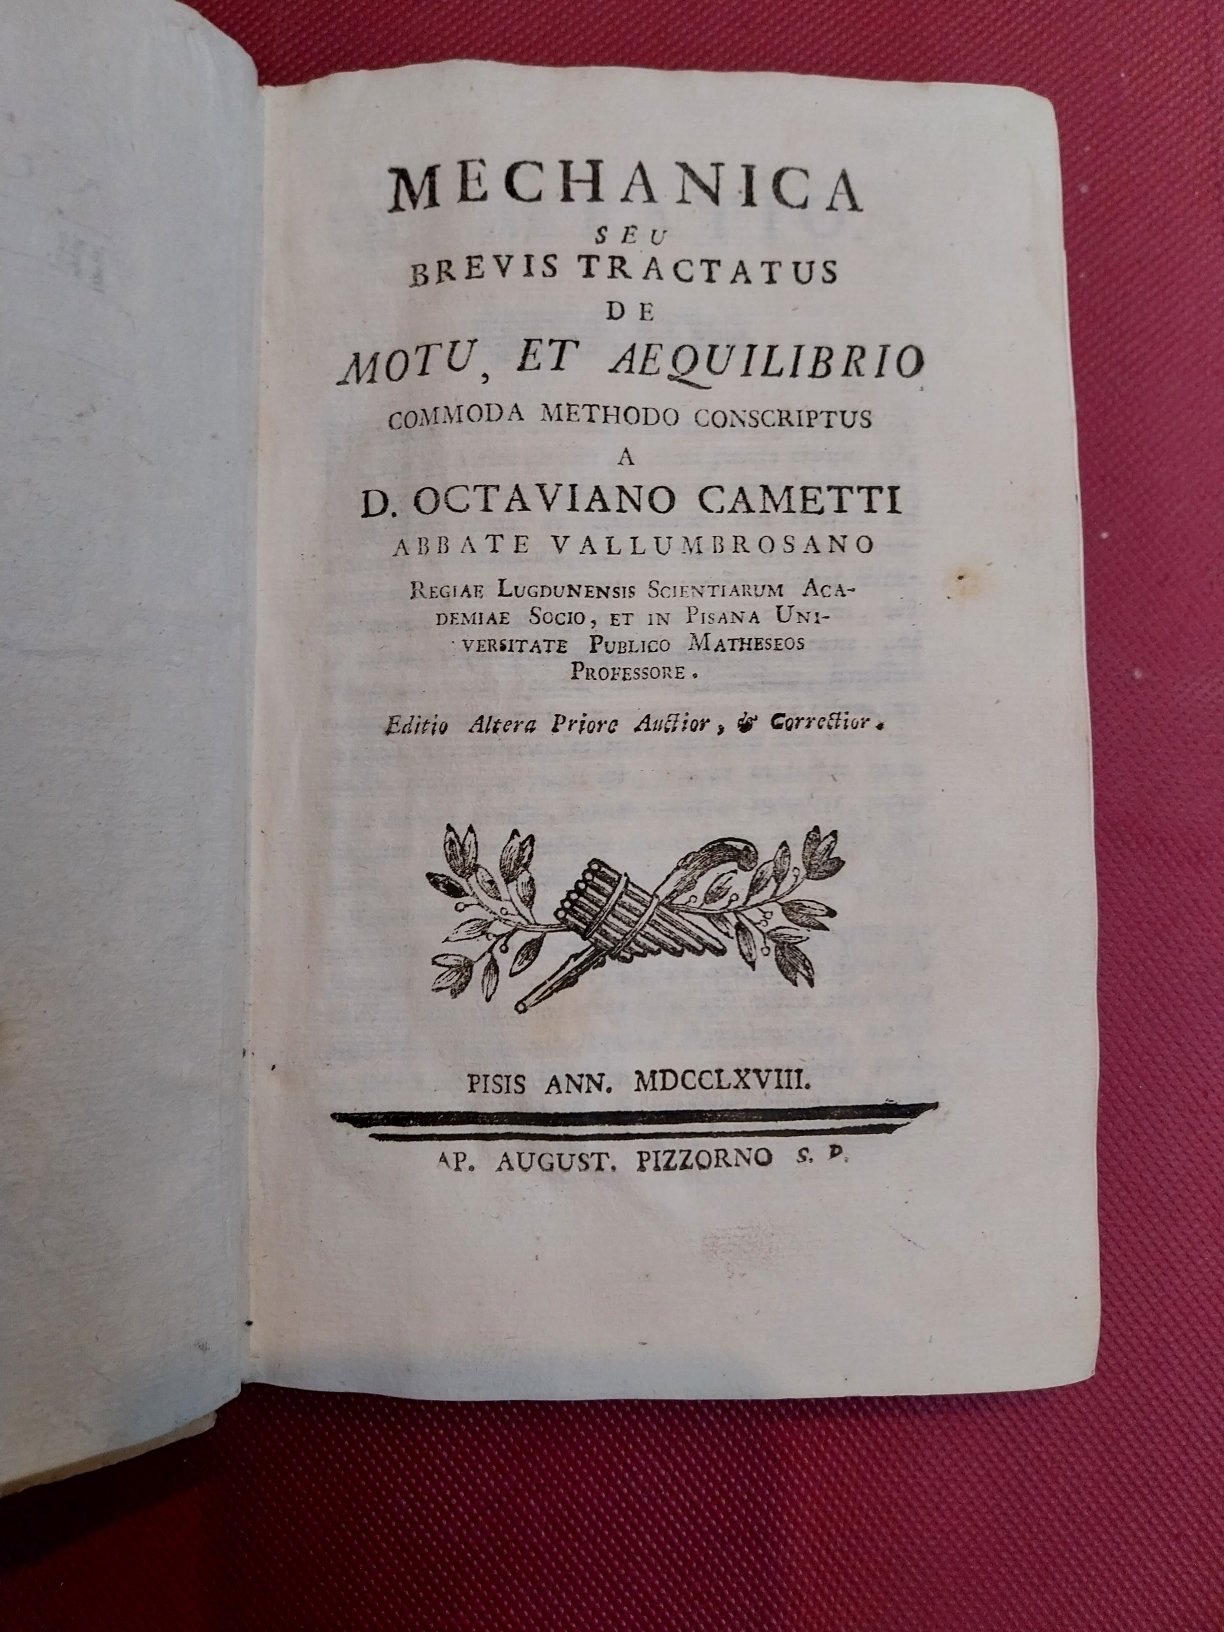 MECHANICA
SEU
BREVIS TRACTATUS
DE
MOTU, ET AEQUILIBRIO
COMMODA METHODO CONSCRIPTUS
A
D. OCTAVIANO CAMETTI
ABBATE VALLUMBROSANO
REGIAE LUGDUNENSIS SCIENTIARUM ACA-
DEMIAE SOCIO, ET IN PISANA UNI-
VERSITATE PUBLICO MATHESEOS
PROFESSORE.
Editio Altera Priore Auctior, & Correctior.
PISIS ANN. MDCCLXVIII.
AP. AUGUST. PIZZORNO S. P.